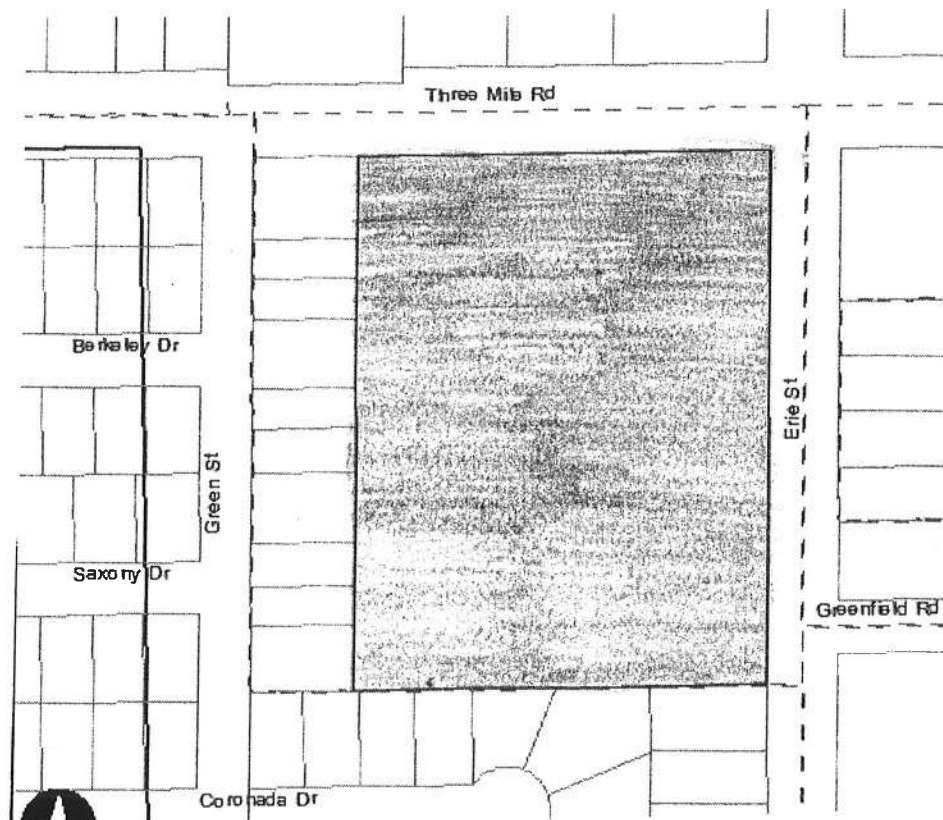 Three Mile Rd
Berkeley Dr
Erie St
Green St
Saxony Dr
Greenfield Rd
Coronada Dr